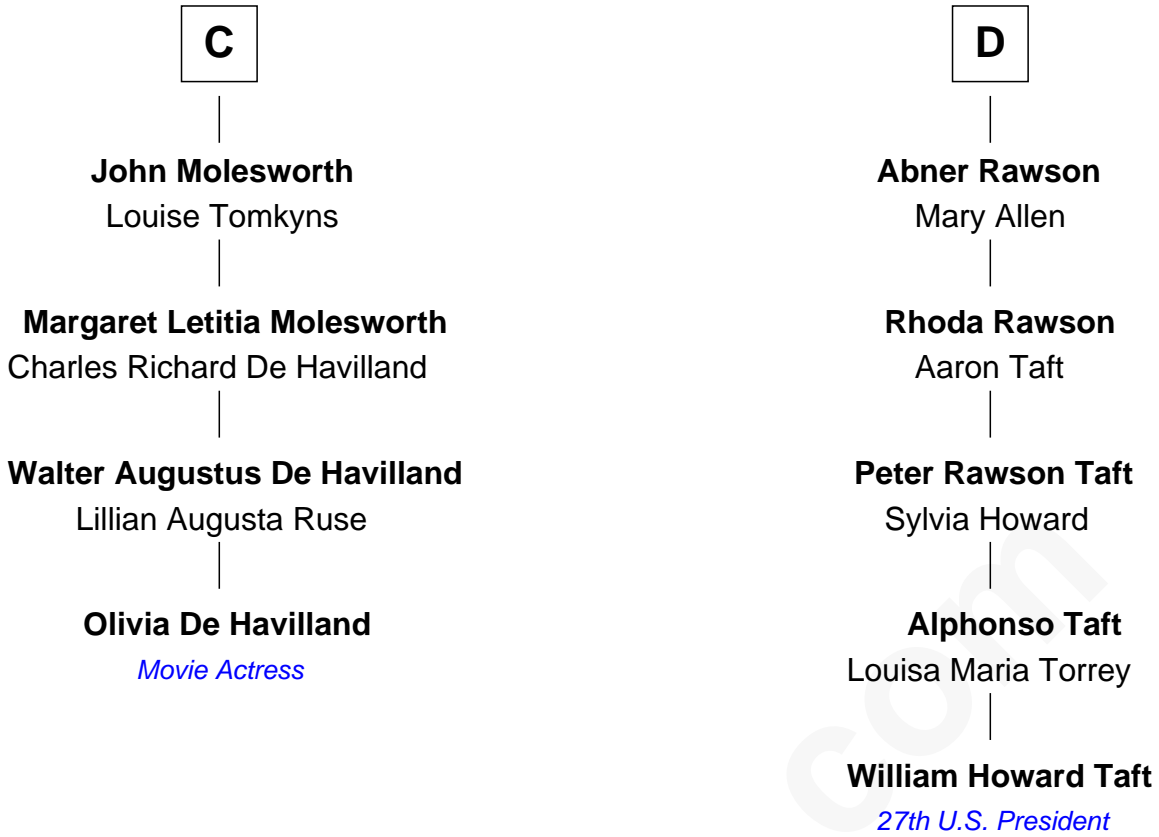 C
John Molesworth
Louise Tomkyns
Margaret Letitia Molesworth
Charles Richard De Havilland
Walter Augustus De Havilland
Lillian Augusta Ruse
Olivia De Havilland
Movie Actress
D
Abner Rawson
Mary Allen
Rhoda Rawson
Aaron Taft
Peter Rawson Taft
Sylvia Howard
Alphonso Taft
Louisa Maria Torrey
William Howard Taft
27th U.S. President
com